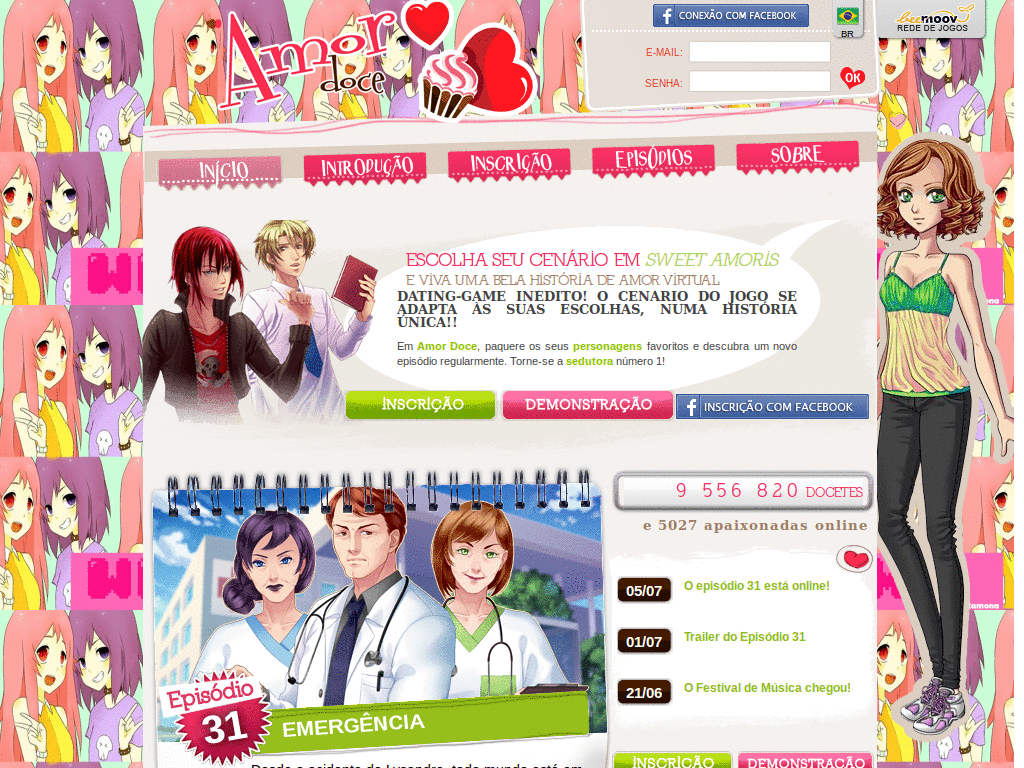 Amor doce
CONEXÃO COM FACEBOOK
BR
beemoov
REDE DE JOGOS
E-MAIL:
SENHA:
OK
INÍCIO
INTRODUÇÃO
INSCRIÇÃO
EPISÓDIOS
SOBRE
ESCOLHA SEU CENÁRIO EM SWEET AMORIS
E VIVA UMA BELA HISTÓRIA DE AMOR VIRTUAL
DATING-GAME INEDITO! O CENARIO DO JOGO SE
ADAPTA ÀS SUAS ESCOLHAS, NUMA HISTÓRIA
ÚNICA!!
Em Amor Doce, paquere os seus personagens favoritos e descubra um novo
episódio regularmente. Torne-se a sedutora número 1!
INSCRIÇÃO
DEMONSTRAÇÃO
INSCRIÇÃO COM FACEBOOK
9 556 820 DOCETES
e 5027 apaixonadas online
05/07 O episódio 31 está online!
01/07 Trailer do Episódio 31
21/06 O Festival de Música chegou!
Episódio
31
EMERGÊNCIA
Desde o acidente do Lysandre, todo mundo está em
INSCRIÇÃO
DEMONSTRAÇÃO